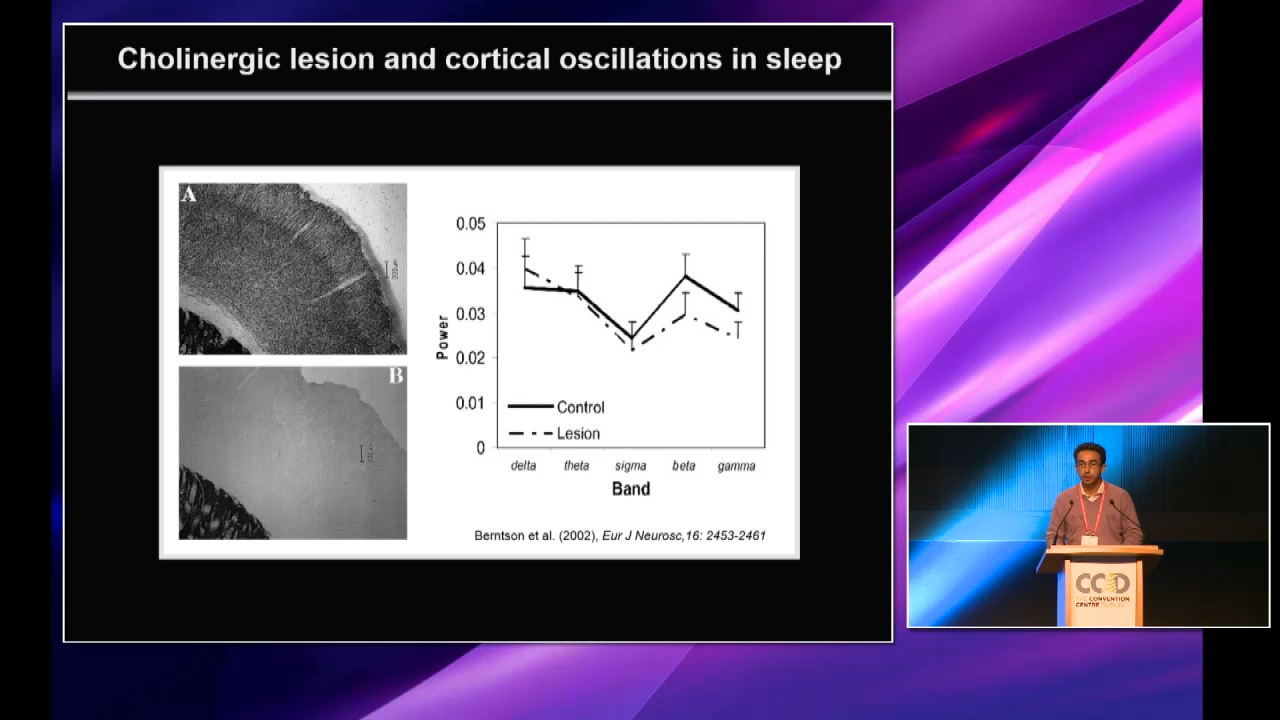 Cholinergic lesion and cortical oscillations in sleep
A
B
0.05
0.04
0.03
0.02
0.01
0
Power
Control
Lesion
delta theta sigma beta gamma
Band
Berntson et al. (2002), Eur J Neurosc,16: 2453-2461
CCD
THE CONVENTION
CENTRE DUBLIN